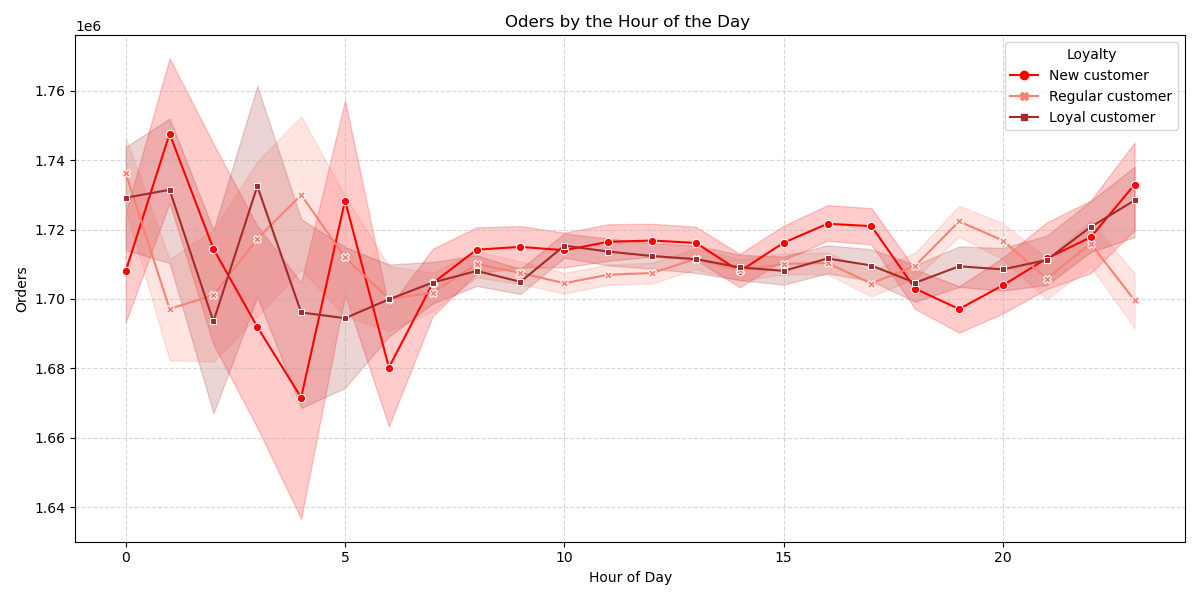 Oders by the Hour of the Day
1e6
Loyalty
New customer
Regular customer
Loyal customer
1.76
1.74
1.72
1.70
1.68
1.66
1.64
Orders
0 5 10 15 20
Hour of Day